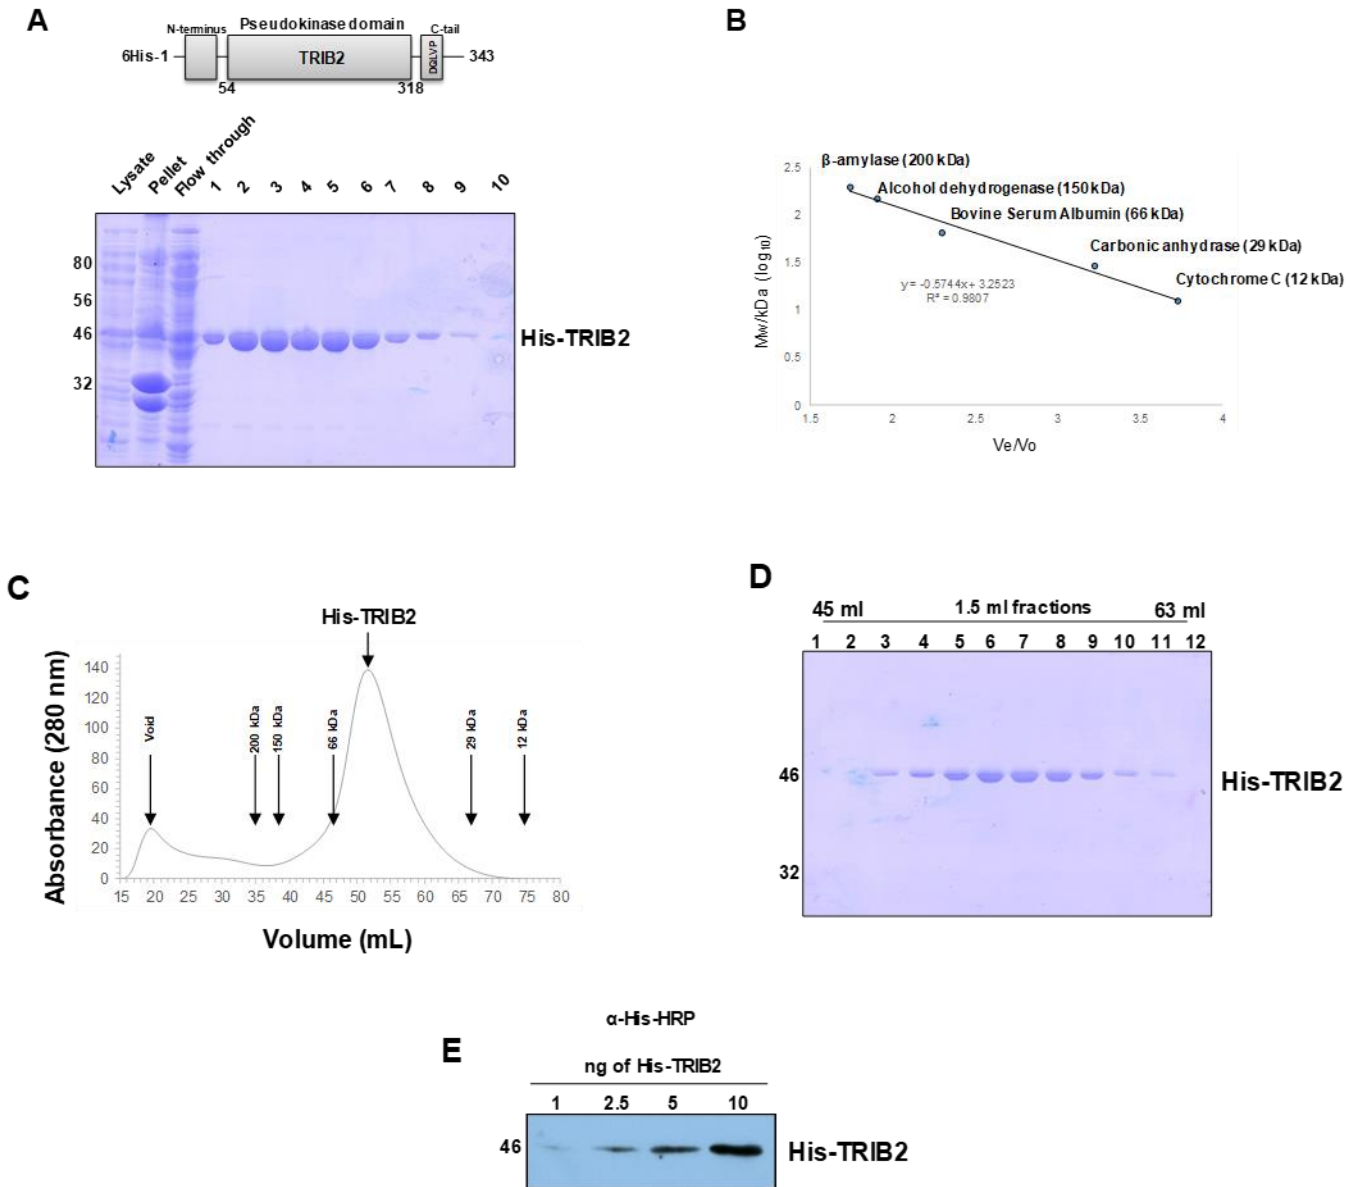 A
N-terminus Pseudokinase domain C-tail
6His-1 TRIB2 DQLVP 343
54 318
Lysate Pellet Flow through 1 2 3 4 5 6 7 8 9 10
80
56
46
32
His-TRIB2
B
β-amylase (200 kDa)
Alcohol dehydrogenase (150 kDa)
Bovine Serum Albumin (66 kDa)
Carbonic anhydrase (29 kDa)
Cytochrome C (12 kDa)
y = -0.5744x + 3.2523
R² = 0.9807
Mw/kDa (log10)
2.5
2
1.5
1
0.5
0
1.5 2 2.5 3 3.5 4
Ve/Vo
C
His-TRIB2
Absorbance (280 nm)
140
120
100
80
60
40
20
0
Void 200 kDa 150 kDa 66 kDa 29 kDa 12 kDa
15 20 25 30 35 40 45 50 55 60 65 70 75 80
Volume (mL)
D
45 ml 1.5 ml fractions 63 ml
1 2 3 4 5 6 7 8 9 10 11 12
46
32
His-TRIB2
E
α-His-HRP
ng of His-TRIB2
1 2.5 5 10
46
His-TRIB2